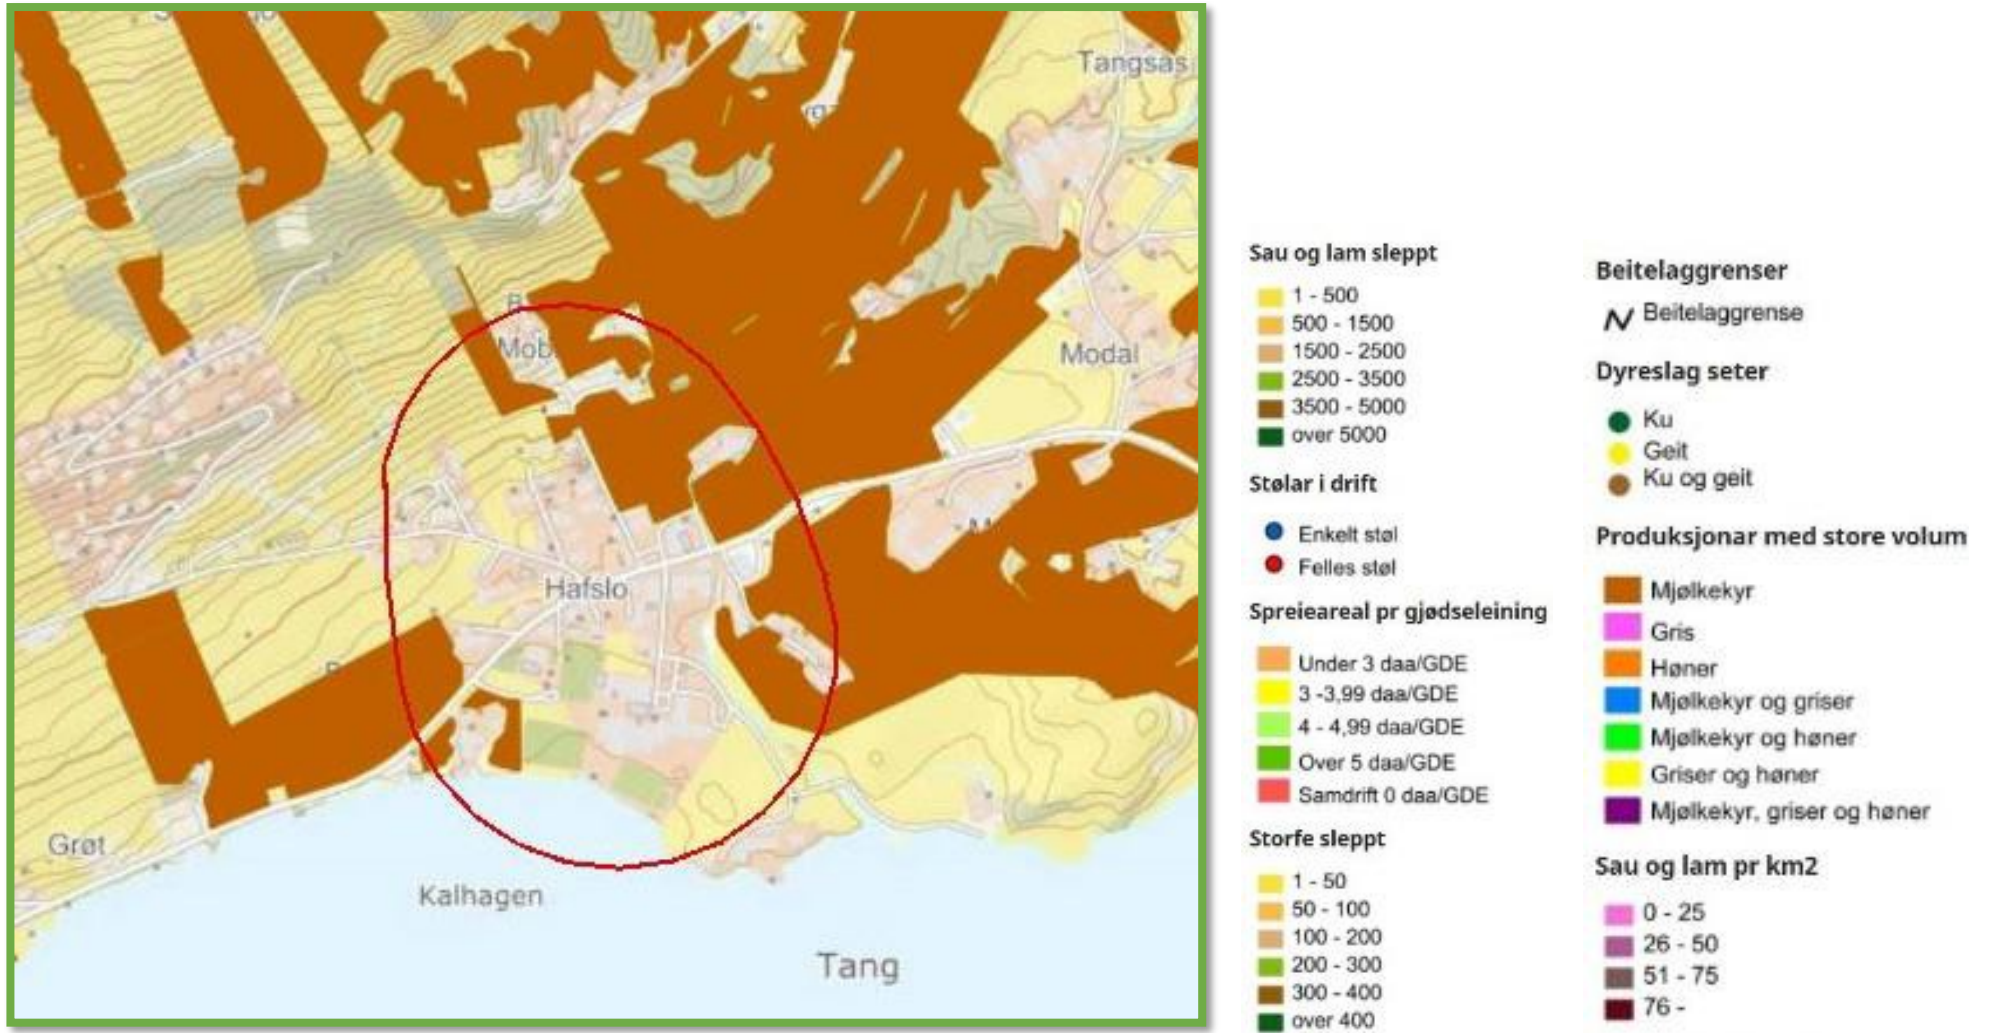 Tangsås
Mob
Modal
Hafslo
Grøt
Kalhagen
Tang
Sau og lam sleppt
1 - 500
500 - 1500
1500 - 2500
2500 - 3500
3500 - 5000
over 5000
Stølar i drift
Enkelt støl
Felles støl
Spreieareal pr gjødseleining
Under 3 daa/GDE
3 -3,99 daa/GDE
4 - 4,99 daa/GDE
Over 5 daa/GDE
Samdrift 0 daa/GDE
Storfe sleppt
1 - 50
50 - 100
100 - 200
200 - 300
300 - 400
over 400
Beitelaggrenser
Beitelaggrense
Dyreslag seter
Ku
Geit
Ku og geit
Produksjonar med store volum
Mjølkekyr
Gris
Høner
Mjølkekyr og griser
Mjølkekyr og høner
Griser og høner
Mjølkekyr, griser og høner
Sau og lam pr km2
0 - 25
26 - 50
51 - 75
76 -